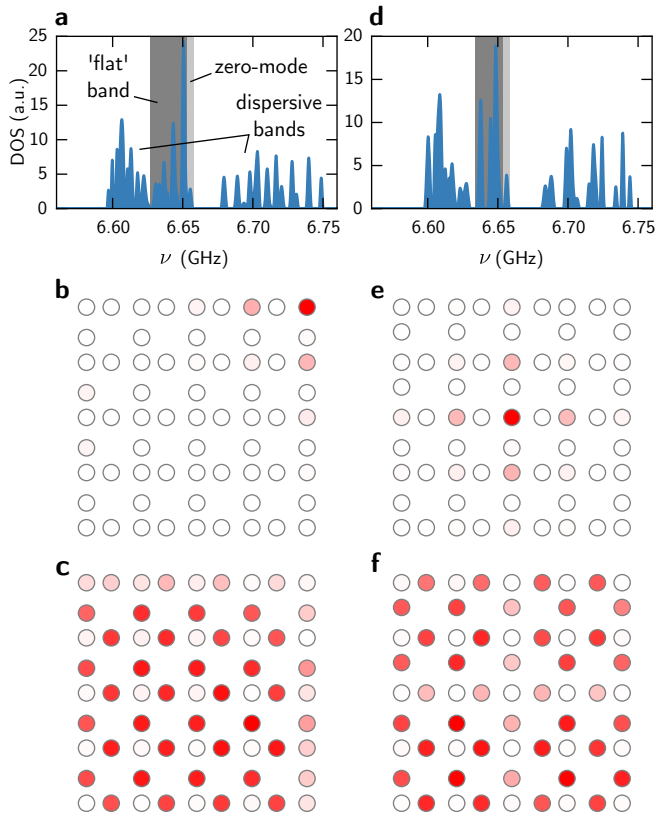 a
d
25
20
15
10
5
0
DOS (a.u.)
'flat'
band
zero-mode
dispersive
bands
6.60
6.65
6.70
6.75
ν (GHz)
20
15
10
5
0
6.60
6.65
6.70
6.75
ν (GHz)
b
e
c
f